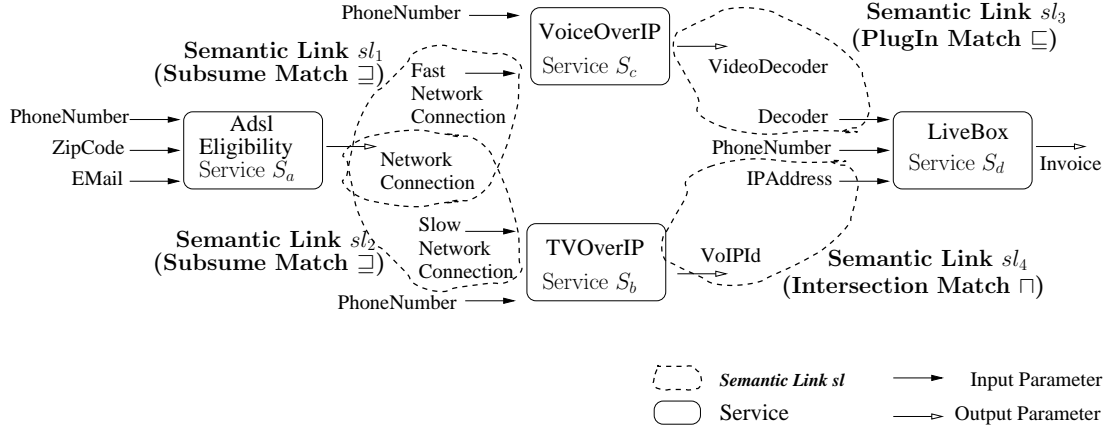 PhoneNumber
VoiceOverIP
Service S_c
Semantic Link sl_3
(PlugIn Match ⊑)
VideoDecoder
Semantic Link sl_1
(Subsume Match ⊒)
Fast
Network
Connection
PhoneNumber
ZipCode
EMail
Adsl
Eligibility
Service S_a
Network
Connection
Decoder
PhoneNumber
IPAddress
LiveBox
Service S_d
Invoice
Semantic Link sl_2
(Subsume Match ⊒)
Slow
Network
Connection
PhoneNumber
TVOverIP
Service S_b
VoIPId
Semantic Link sl_4
(Intersection Match ⊓)
Semantic Link sl
Input Parameter
Service
Output Parameter